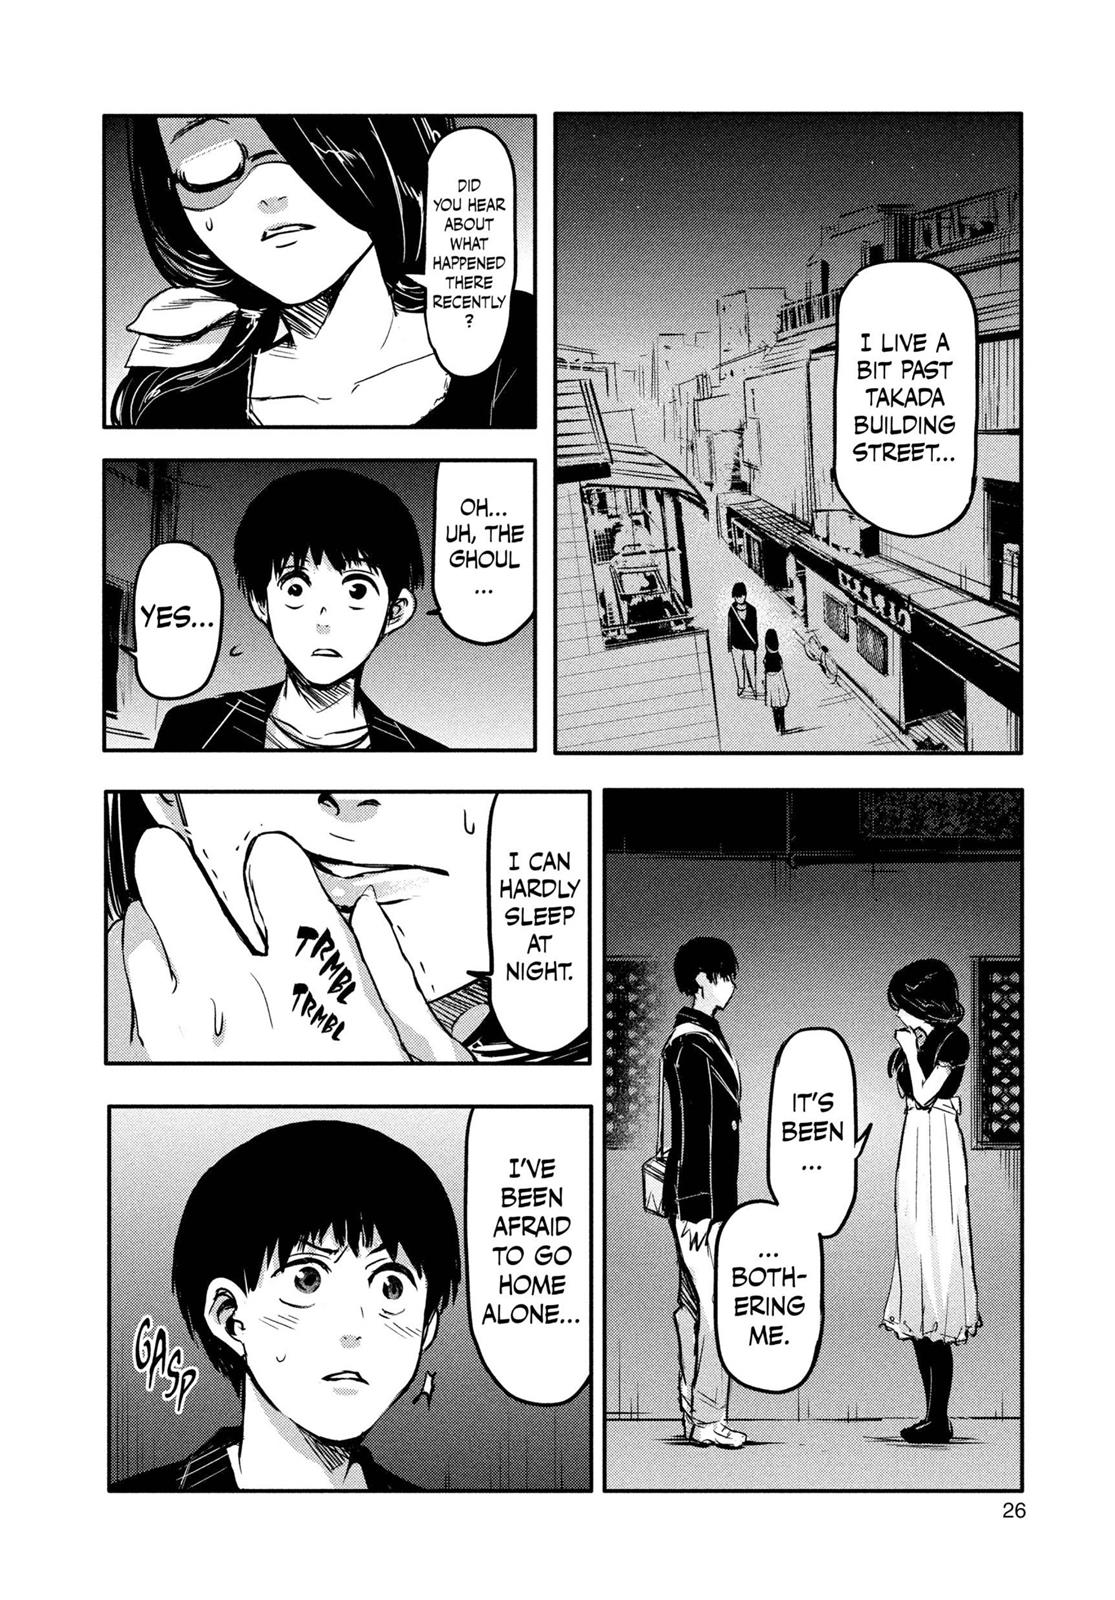 I LIVE A
BIT PAST
TAKADA
BUILDING
STREET...
DID
YOU HEAR
ABOUT
WHAT
HAPPENED
THERE
RECENTLY
?
OH...
UH, THE
GHOUL
...
YES...
IT'S
BEEN
...
...
BOTH-
ERING
ME.
I CAN
HARDLY
SLEEP
AT
NIGHT.
TRMBL
TRMBL
I'VE
BEEN
AFRAID
TO GO
HOME
ALONE...
GASP
26